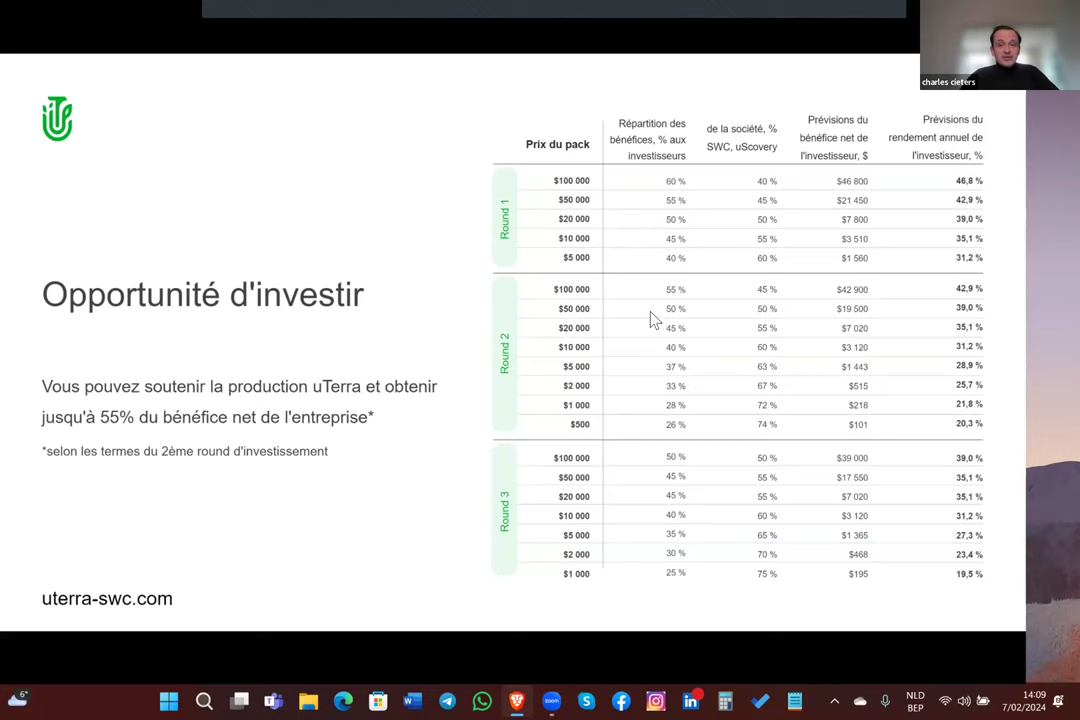 charles cieters
Opportunité d'investir
Vous pouvez soutenir la production uTerra et obtenir
jusqu'à 55% du bénéfice net de l'entreprise*
*selon les termes du 2ème round d'investissement
uterra-swc.com
Prix du pack
Répartition des
bénéfices, % aux
investisseurs
de la société, %
SWC, uScovery
Prévisions du
bénéfice net de
l'investisseur, $
Prévisions du
rendement annuel de
l'investisseur, %
Round 1
$100 000 60 % 40 % $46 800 46,8 %
$50 000 55 % 45 % $21 450 42,9 %
$20 000 50 % 50 % $7 800 39,0 %
$10 000 45 % 55 % $3 510 35,1 %
$5 000 40 % 60 % $1 560 31,2 %
Round 2
$100 000 55 % 45 % $42 900 42,9 %
$50 000 50 % 50 % $19 500 39,0 %
$20 000 45 % 55 % $7 020 35,1 %
$10 000 40 % 60 % $3 120 31,2 %
$5 000 37 % 63 % $1 443 28,9 %
$2 000 33 % 67 % $515 25,7 %
$1 000 28 % 72 % $218 21,8 %
$500 26 % 74 % $101 20,3 %
Round 3
$100 000 50 % 50 % $39 000 39,0 %
$50 000 45 % 55 % $17 550 35,1 %
$20 000 45 % 55 % $7 020 35,1 %
$10 000 40 % 60 % $3 120 31,2 %
$5 000 35 % 65 % $1 365 27,3 %
$2 000 30 % 70 % $468 23,4 %
$1 000 25 % 75 % $195 19,5 %
6°
zoom
NLD
BEP
14:09
7/02/2024